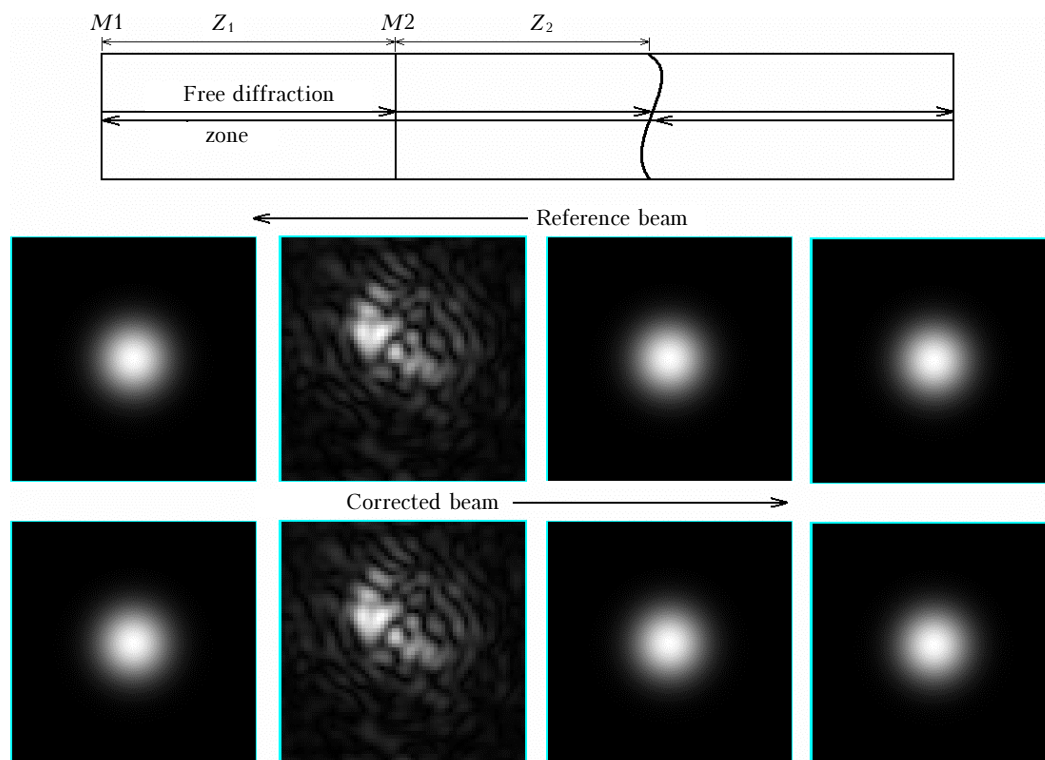 M1 Z₁ M2 Z₂
Free diffraction
zone
Reference beam
Corrected beam